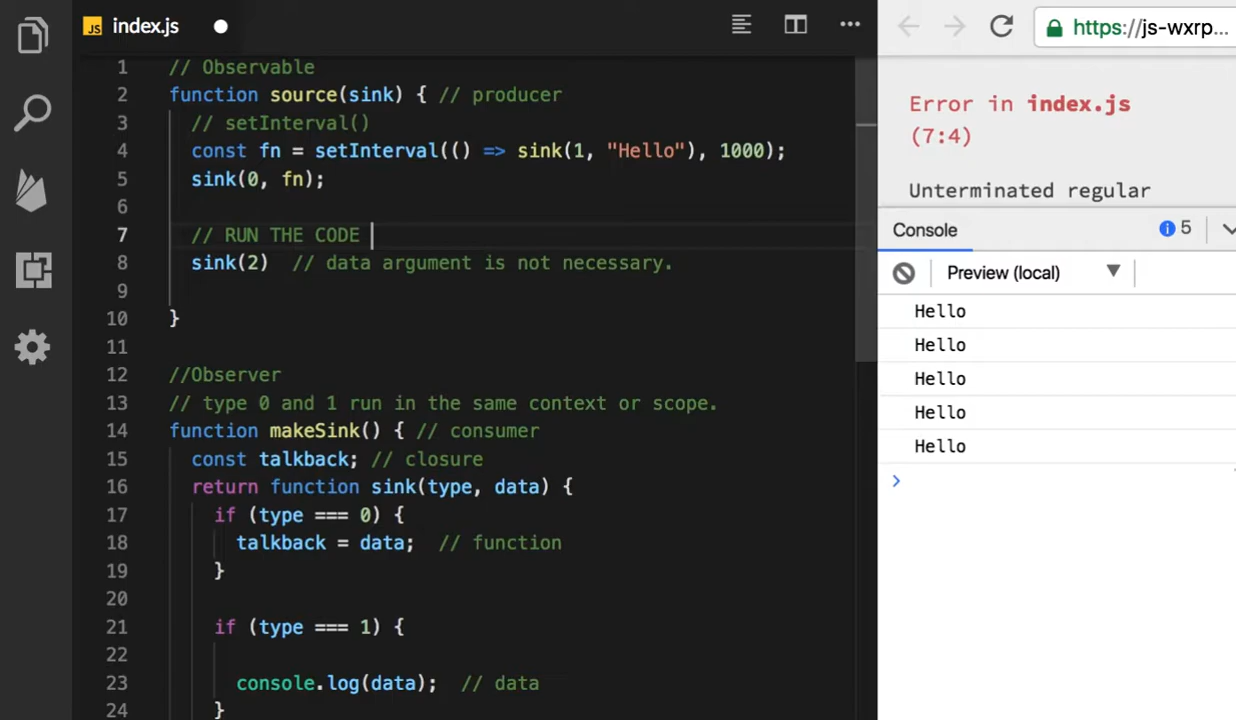 JS index.js
1 // Observable
2 function source(sink) { // producer
3 // setInterval()
4 const fn = setInterval(() => sink(1, "Hello"), 1000);
5 sink(0, fn);
6
7 // RUN THE CODE
8 sink(2) // data argument is not necessary.
9
10 }
11
12 //Observer
13 // type 0 and 1 run in the same context or scope.
14 function makeSink() { // consumer
15 const talkback; // closure
16 return function sink(type, data) {
17 if (type === 0) {
18 talkback = data; // function
19 }
20
21 if (type === 1) {
22
23 console.log(data); // data
24 }
https://js-wxrp...
Error in index.js
(7:4)
Unterminated regular
Console 5
Preview (local)
Hello
Hello
Hello
Hello
Hello